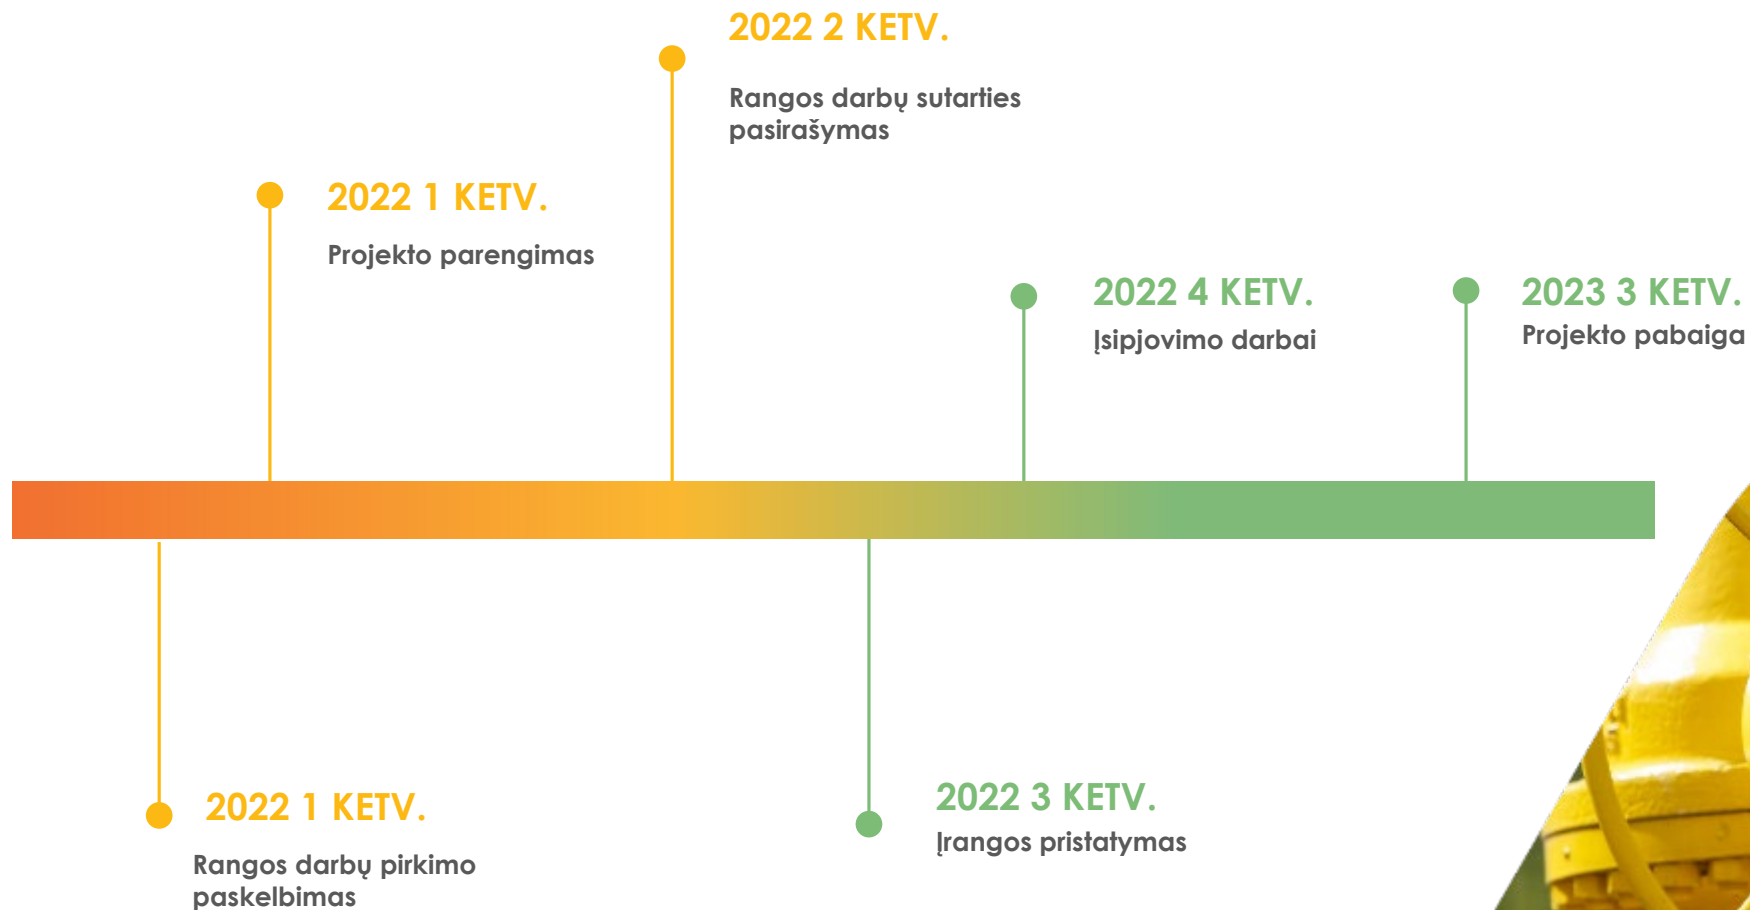 2022 2 KETV.
Rangos darbų sutarties
pasirašymas
2022 1 KETV.
Projekto parengimas
2022 4 KETV.
Įsipjovimo darbai
2023 3 KETV.
Projekto pabaiga
2022 1 KETV.
Rangos darbų pirkimo
paskelbimas
2022 3 KETV.
Įrangos pristatymas